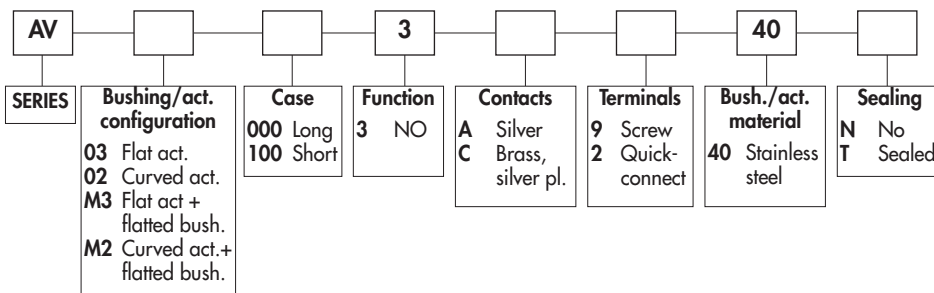 AV 3 40
SERIES
Bushing/act.
configuration
03 Flat act.
02 Curved act.
M3 Flat act +
flatted bush.
M2 Curved act.+
flatted bush.
Case
000 Long
100 Short
Function
3 NO
Contacts
A Silver
C Brass,
silver pl.
Terminals
9 Screw
2 Quick-
connect
Bush./act.
material
40 Stainless
steel
Sealing
N No
T Sealed